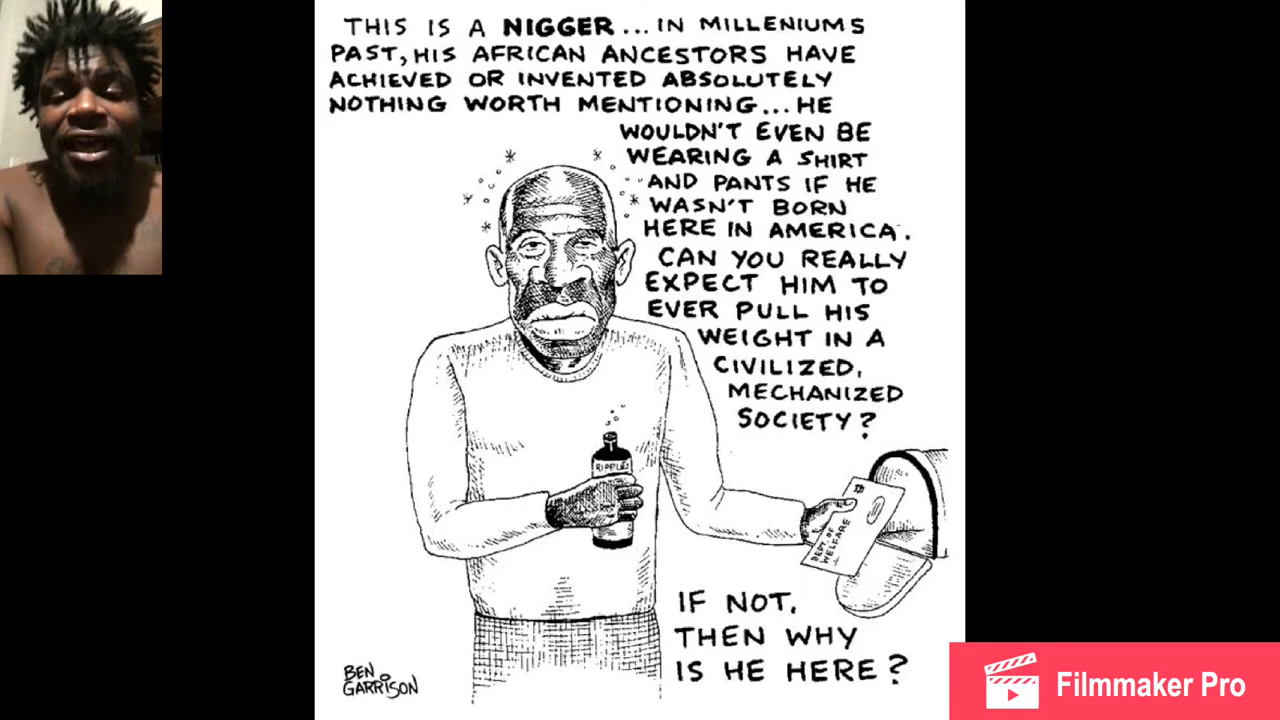 THIS IS A NIGGER... IN MILLENIUMS
PAST, HIS AFRICAN ANCESTORS HAVE
ACHIEVED OR INVENTED ABSOLUTELY
NOTHING WORTH MENTIONING... HE
WOULDN'T EVEN BE
WEARING A SHIRT
AND PANTS IF HE
WASN'T BORN
HERE IN AMERICA.
CAN YOU REALLY
EXPECT HIM TO
EVER PULL HIS
WEIGHT IN A
CIVILIZED,
MECHANIZED
SOCIETY?
RIPPLE
DEPT. OF
WELFARE
IF NOT,
THEN WHY
IS HE HERE?
BEN
GARRISON
Filmmaker Pro